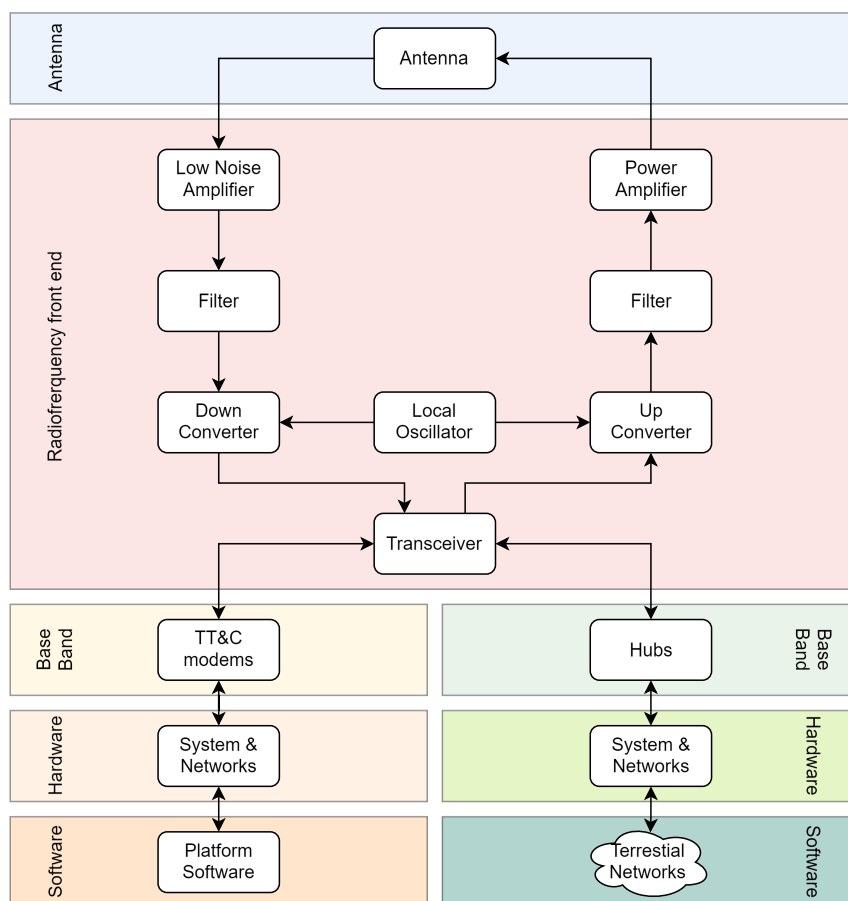 Antenna
Antenna
Radiofrerquency front end
Low Noise
Amplifier
Power
Amplifier
Filter
Filter
Down
Converter
Local
Oscillator
Up
Converter
Transceiver
Base
Band
TT&C
modems
Hubs
Base
Band
Hardware
System &
Networks
System &
Networks
Hardware
Software
Platform
Software
Terrestial
Networks
Software